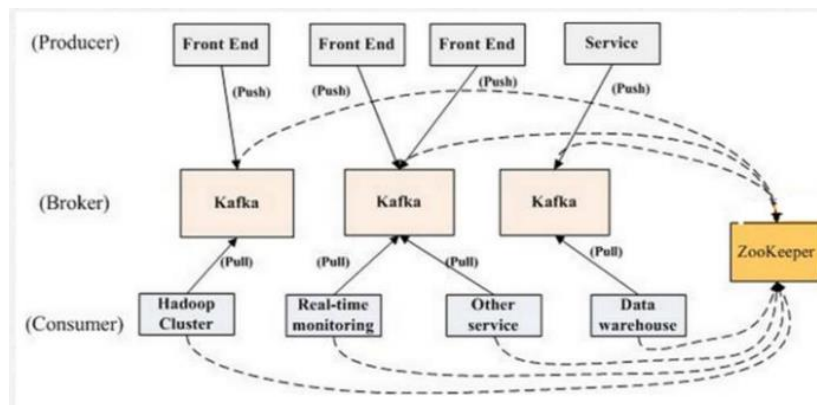 (Producer)
Front End
Front End
Front End
Service
(Push)
(Push)
(Push)
(Push)
(Broker)
Kafka
Kafka
Kafka
ZooKeeper
(Pull)
(Pull)
(Pull)
(Pull)
(Consumer)
Hadoop
Cluster
Real-time
monitoring
Other
service
Data
warehouse